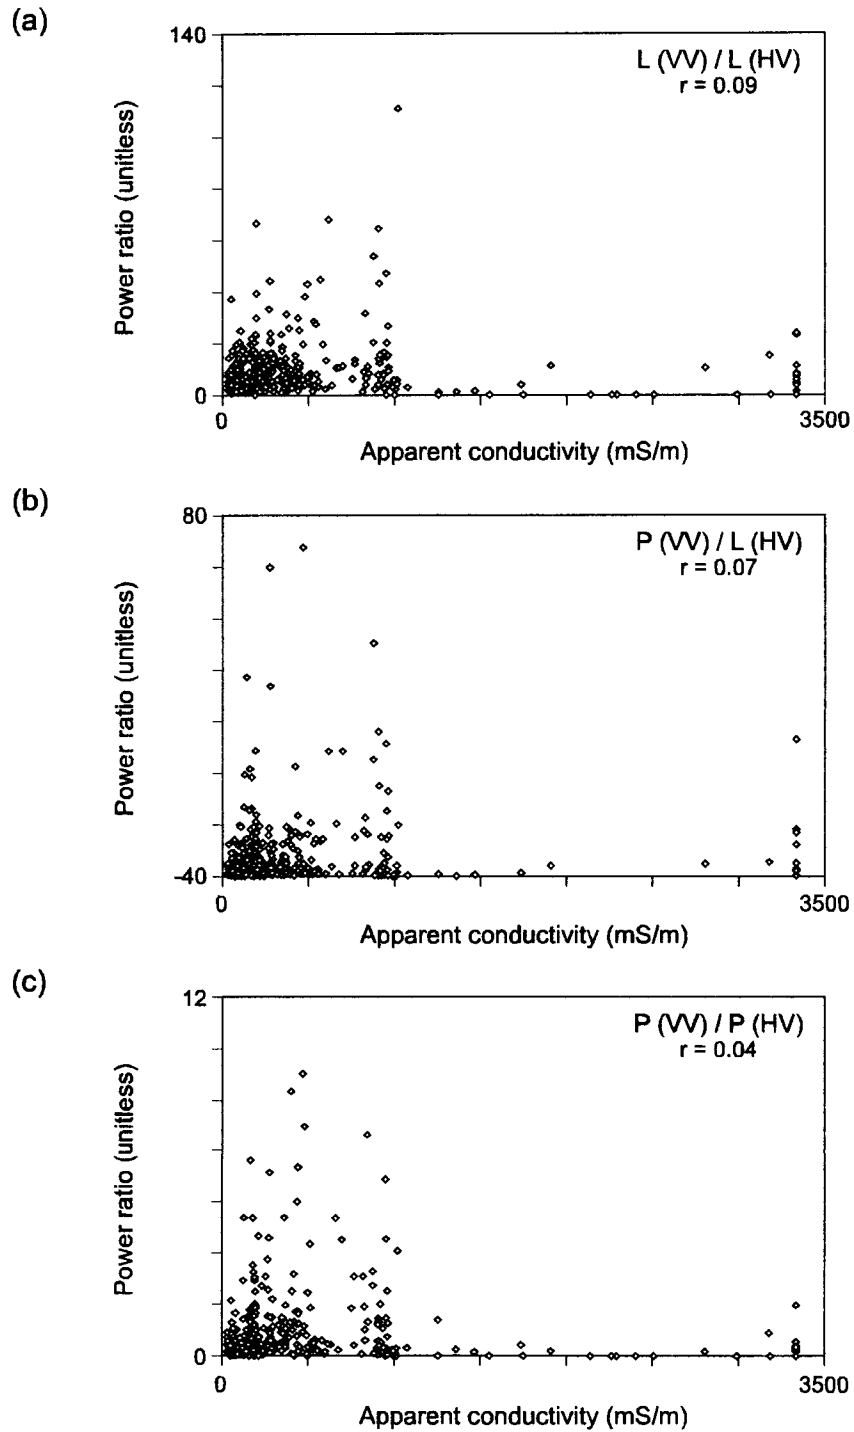 (a)
140
L (VV) / L (HV)
r = 0.09
Power ratio (unitless)
0
0
3500
Apparent conductivity (mS/m)
(b)
80
P (VV) / L (HV)
r = 0.07
Power ratio (unitless)
-40
0
3500
Apparent conductivity (mS/m)
(c)
12
P (VV) / P (HV)
r = 0.04
Power ratio (unitless)
0
0
3500
Apparent conductivity (mS/m)